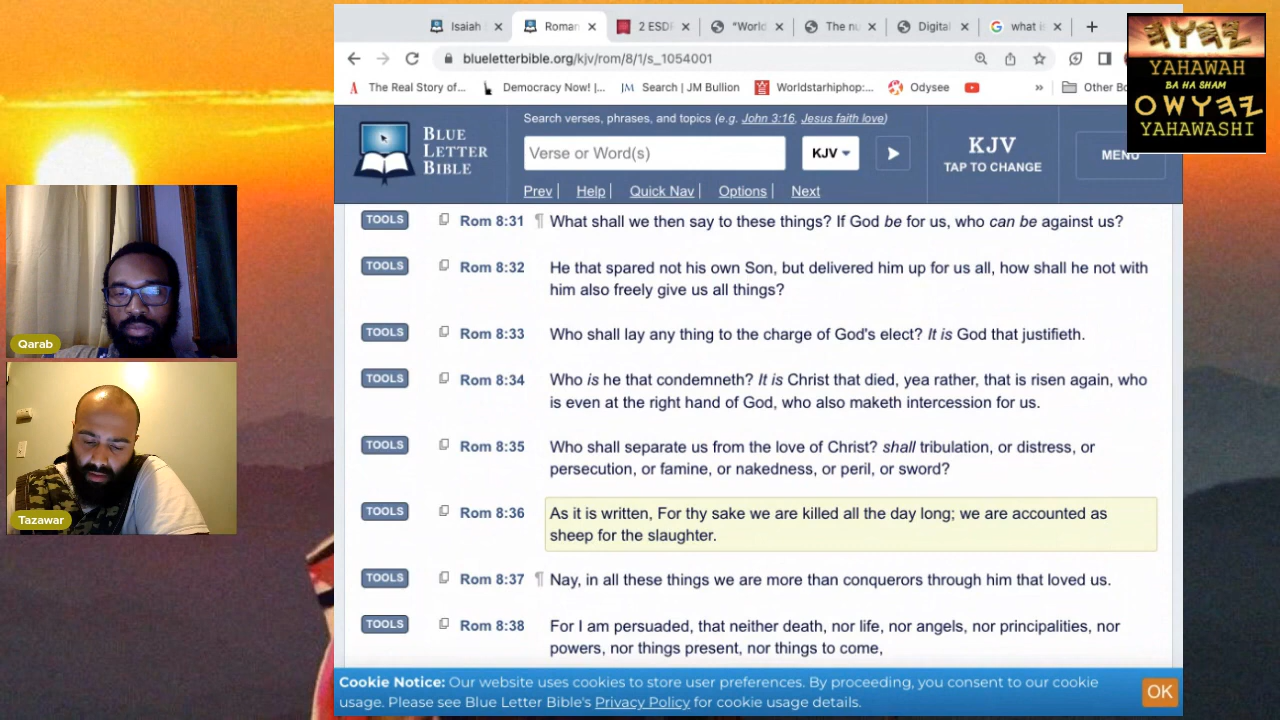 Isaiah
Roman
2 ESDR
"World
The nu
Digital
what i
blueletterbible.org/kjv/rom/8/1/s_1054001
The Real Story of...
Democracy Now! |...
JM Search | JM Bullion
Worldstarhiphop:...
Odysee
»
Other Bo
YAHAWAH
BA HA SHAM
YAHAWASHI
BLUE
LETTER
BIBLE
Search verses, phrases, and topics (e.g. John 3:16, Jesus faith love)
Verse or Word(s)
KJV
Prev | Help | Quick Nav | Options | Next
KJV
TAP TO CHANGE
MENU
TOOLS Rom 8:31 ¶ What shall we then say to these things? If God be for us, who can be against us?
TOOLS Rom 8:32 He that spared not his own Son, but delivered him up for us all, how shall he not with
him also freely give us all things?
TOOLS Rom 8:33 Who shall lay any thing to the charge of God's elect? It is God that justifieth.
TOOLS Rom 8:34 Who is he that condemneth? It is Christ that died, yea rather, that is risen again, who
is even at the right hand of God, who also maketh intercession for us.
TOOLS Rom 8:35 Who shall separate us from the love of Christ? shall tribulation, or distress, or
persecution, or famine, or nakedness, or peril, or sword?
TOOLS Rom 8:36 As it is written, For thy sake we are killed all the day long; we are accounted as
sheep for the slaughter.
TOOLS Rom 8:37 ¶ Nay, in all these things we are more than conquerors through him that loved us.
TOOLS Rom 8:38 For I am persuaded, that neither death, nor life, nor angels, nor principalities, nor
powers, nor things present, nor things to come,
Cookie Notice: Our website uses cookies to store user preferences. By proceeding, you consent to our cookie
usage. Please see Blue Letter Bible's Privacy Policy for cookie usage details.
OK
Qarab
Tazawar